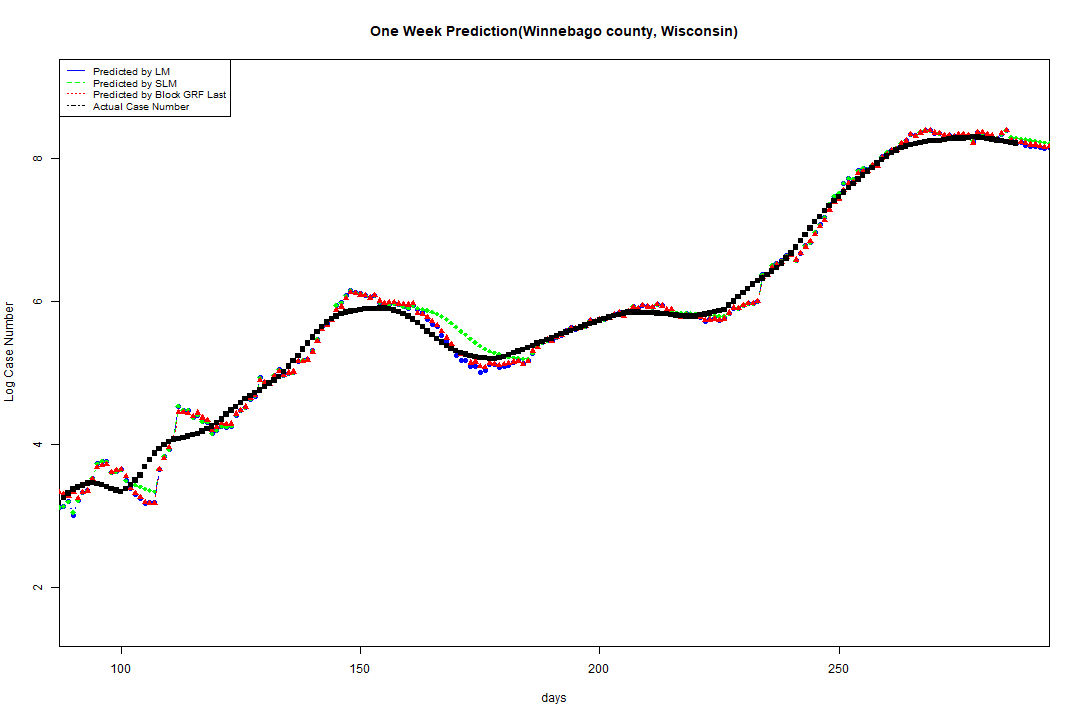 One Week Prediction(Winnebago county, Wisconsin)
Predicted by LM
Predicted by SLM
Predicted by Block GRF Last
Actual Case Number
8
6
4
2
Log Case Number
100 150 200 250
days